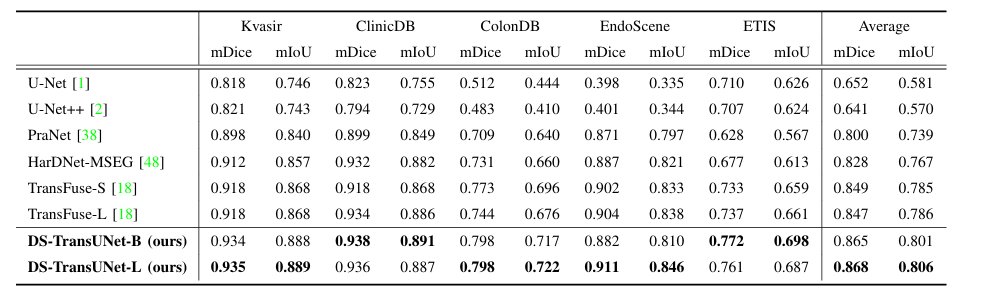 Kvasir ClinicDB ColonDB EndoScene ETIS Average
mDice mIoU mDice mIoU mDice mIoU mDice mIoU mDice mIoU mDice mIoU
U-Net [1] 0.818 0.746 0.823 0.755 0.512 0.444 0.398 0.335 0.710 0.626 0.652 0.581
U-Net++ [2] 0.821 0.743 0.794 0.729 0.483 0.410 0.401 0.344 0.707 0.624 0.641 0.570
PraNet [38] 0.898 0.840 0.899 0.849 0.709 0.640 0.871 0.797 0.628 0.567 0.800 0.739
HarDNet-MSEG [48] 0.912 0.857 0.932 0.882 0.731 0.660 0.887 0.821 0.677 0.613 0.828 0.767
TransFuse-S [18] 0.918 0.868 0.918 0.868 0.773 0.696 0.902 0.833 0.733 0.659 0.849 0.785
TransFuse-L [18] 0.918 0.868 0.934 0.886 0.744 0.676 0.904 0.838 0.737 0.661 0.847 0.786
DS-TransUNet-B (ours) 0.934 0.888 0.938 0.891 0.798 0.717 0.882 0.810 0.772 0.698 0.865 0.801
DS-TransUNet-L (ours) 0.935 0.889 0.936 0.887 0.798 0.722 0.911 0.846 0.761 0.687 0.868 0.806